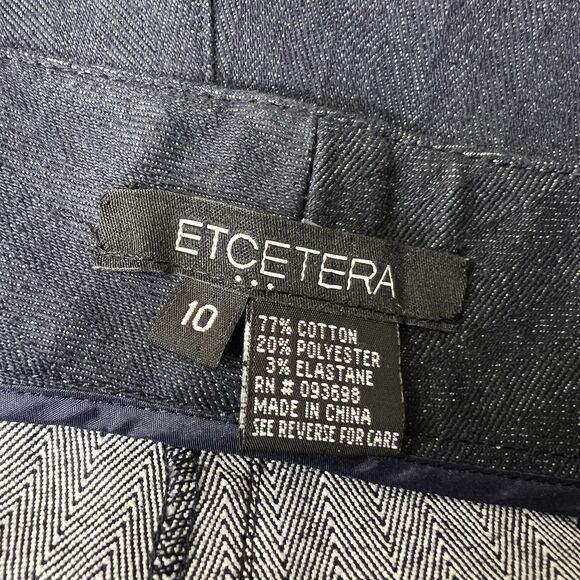 ETCETERA
...
10
77% COTTON
20% POLYESTER
3% ELASTANE
RN # 093698
MADE IN CHINA
SEE REVERSE FOR CARE